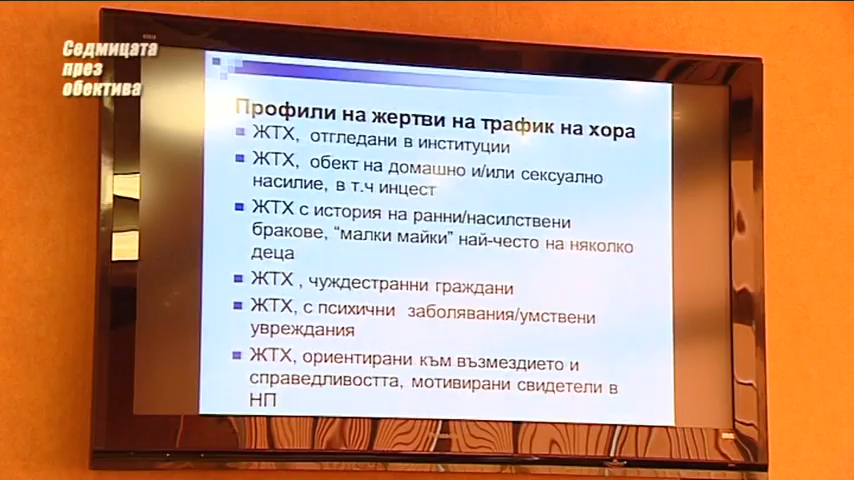 Седмицата
през
обектива
Профили на жертви на трафик на хора
ЖТХ, отгледани в институции
ЖТХ, обект на домашно и/или сексуално
насилие, в т.ч инцест
ЖТХ с история на ранни/насилствени
бракове, “малки майки” най-често на няколко
деца
ЖТХ , чуждестранни граждани
ЖТХ, с психични заболявания/умствени
увреждания
ЖТХ, ориентирани към възмездието и
справедливостта, мотивирани свидетели в
НП